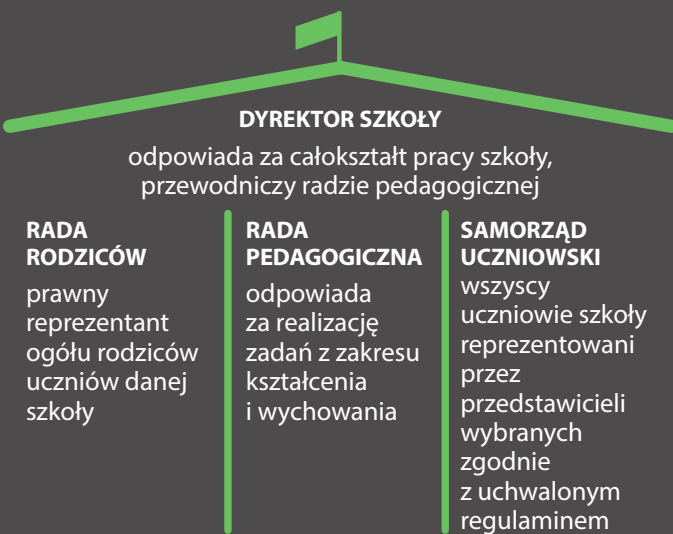 DYREKTOR SZKOŁY
odpowiada za całokształt pracy szkoły,
przewodniczy radzie pedagogicznej
RADA
RODZICÓW
prawny
reprezentant
ogółu rodziców
uczniów danej
szkoły
RADA
PEDAGOGICZNA
odpowiada
za realizację
zadań z zakresu
kształcenia
i wychowania
SAMORZĄD
UCZNIOWSKI
wszyscy
uczniowie szkoły
reprezentowani
przez
przedstawicieli
wybranych
zgodnie
z uchwalonym
regulaminem